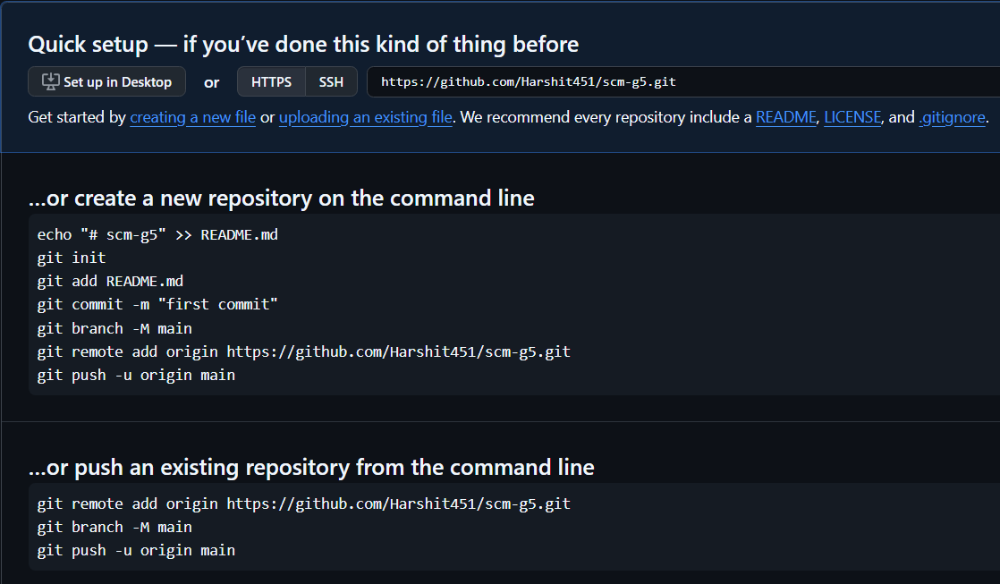 Quick setup — if you’ve done this kind of thing before
Set up in Desktop or HTTPS SSH https://github.com/Harshit451/scm-g5.git
Get started by creating a new file or uploading an existing file. We recommend every repository include a README, LICENSE, and .gitignore.
…or create a new repository on the command line
echo "# scm-g5" >> README.md
git init
git add README.md
git commit -m "first commit"
git branch -M main
git remote add origin https://github.com/Harshit451/scm-g5.git
git push -u origin main
…or push an existing repository from the command line
git remote add origin https://github.com/Harshit451/scm-g5.git
git branch -M main
git push -u origin main